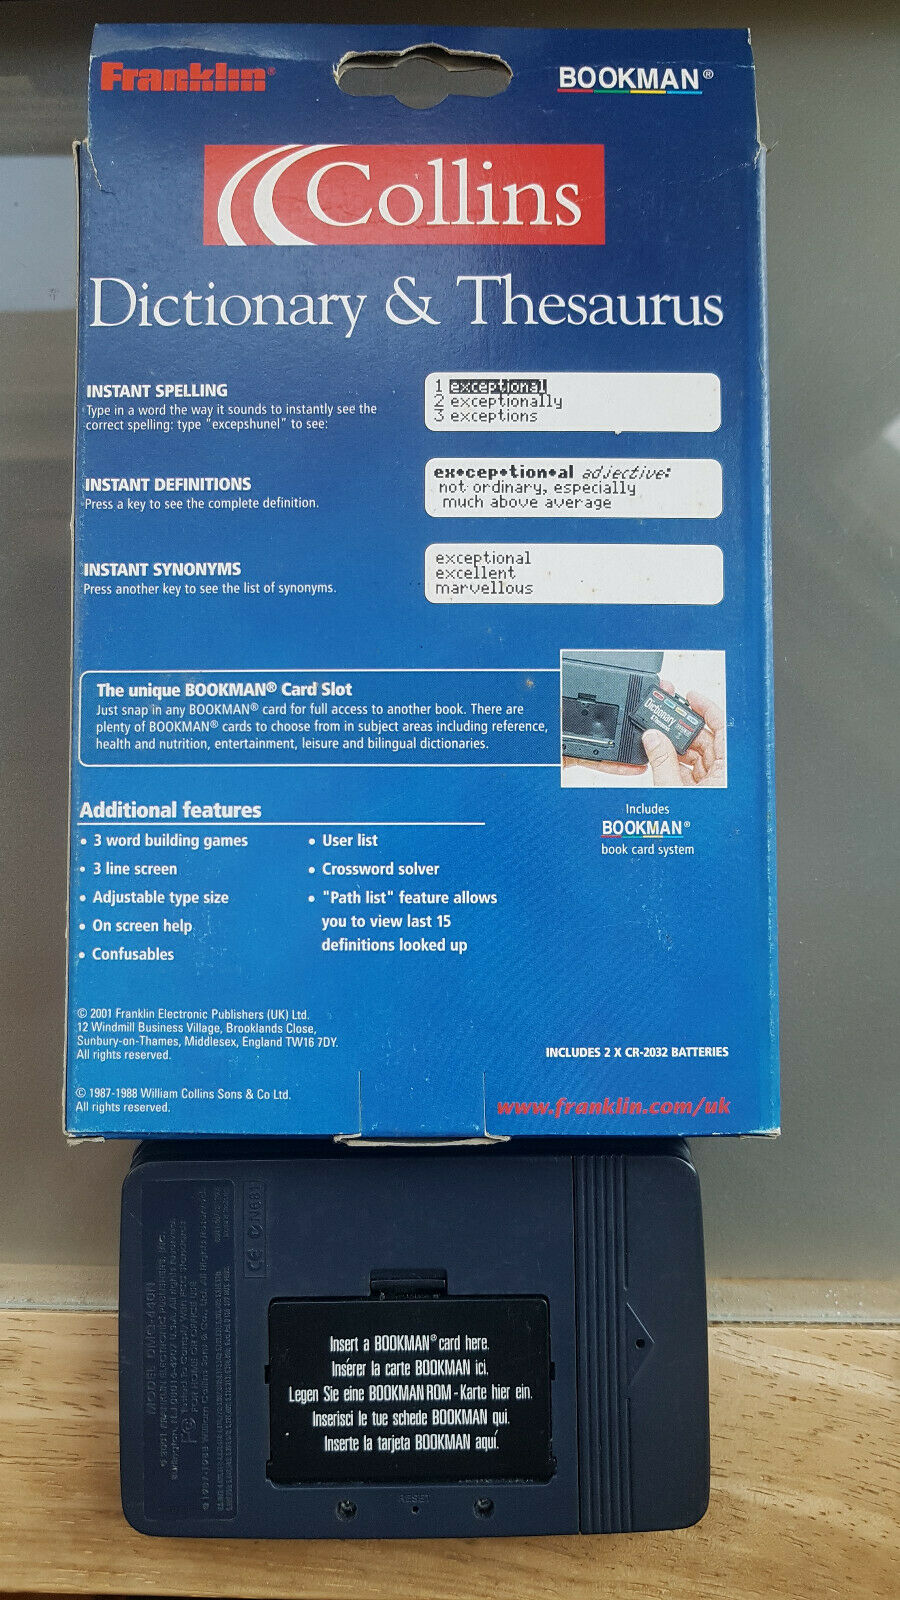 Franklin®
BOOKMAN®
Collins
Dictionary & Thesaurus
INSTANT SPELLING
Type in a word the way it sounds to instantly see the
correct spelling: type "excepshunel" to see:
1 exceptional
2 exceptionally
3 exceptions
INSTANT DEFINITIONS
Press a key to see the complete definition.
ex•cep•tion•al adjective:
not ordinary, especially
much above average
INSTANT SYNONYMS
Press another key to see the list of synonyms.
exceptional
excellent
marvellous
The unique BOOKMAN® Card Slot
Just snap in any BOOKMAN® card for full access to another book. There are
plenty of BOOKMAN® cards to choose from in subject areas including reference,
health and nutrition, entertainment, leisure and bilingual dictionaries.
Dictionary
Includes
BOOKMAN®
book card system
Additional features
• 3 word building games
• 3 line screen
• Adjustable type size
• On screen help
• Confusables
• User list
• Crossword solver
• "Path list" feature allows
you to view last 15
definitions looked up
© 2001 Franklin Electronic Publishers (UK) Ltd.
12 Windmill Business Village, Brooklands Close,
Sunbury-on-Thames, Middlesex, England TW16 7DY.
All rights reserved.
© 1987-1988 William Collins Sons & Co Ltd.
All rights reserved.
INCLUDES 2 X CR-2032 BATTERIES
www.franklin.com/uk
CE N681
Insert a BOOKMAN® card here.
Insérer la carte BOOKMAN ici.
Legen Sie eine BOOKMAN ROM-Karte hier ein.
Inserisci le tue schede BOOKMAN qui.
Inserte la tarjeta BOOKMAN aquí.
RESET